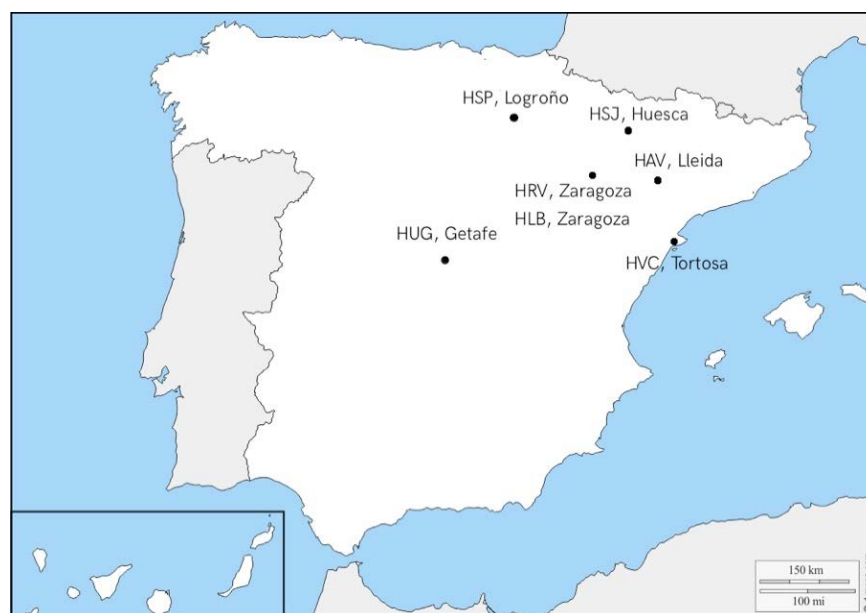 HSP, Logroño
HSJ, Huesca
HAV, Lleida
HRV, Zaragoza
HLB, Zaragoza
HUG, Getafe
HVC, Tortosa
150 km
100 mi